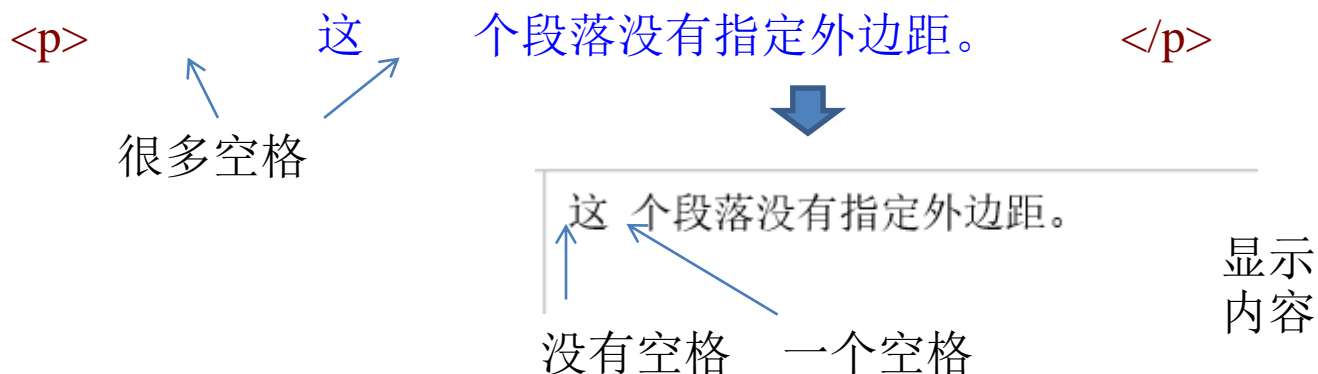 <p> 这 个段落没有指定外边距。 </p>
很多空格
这 个段落没有指定外边距。
显示
内容
没有空格 一个空格